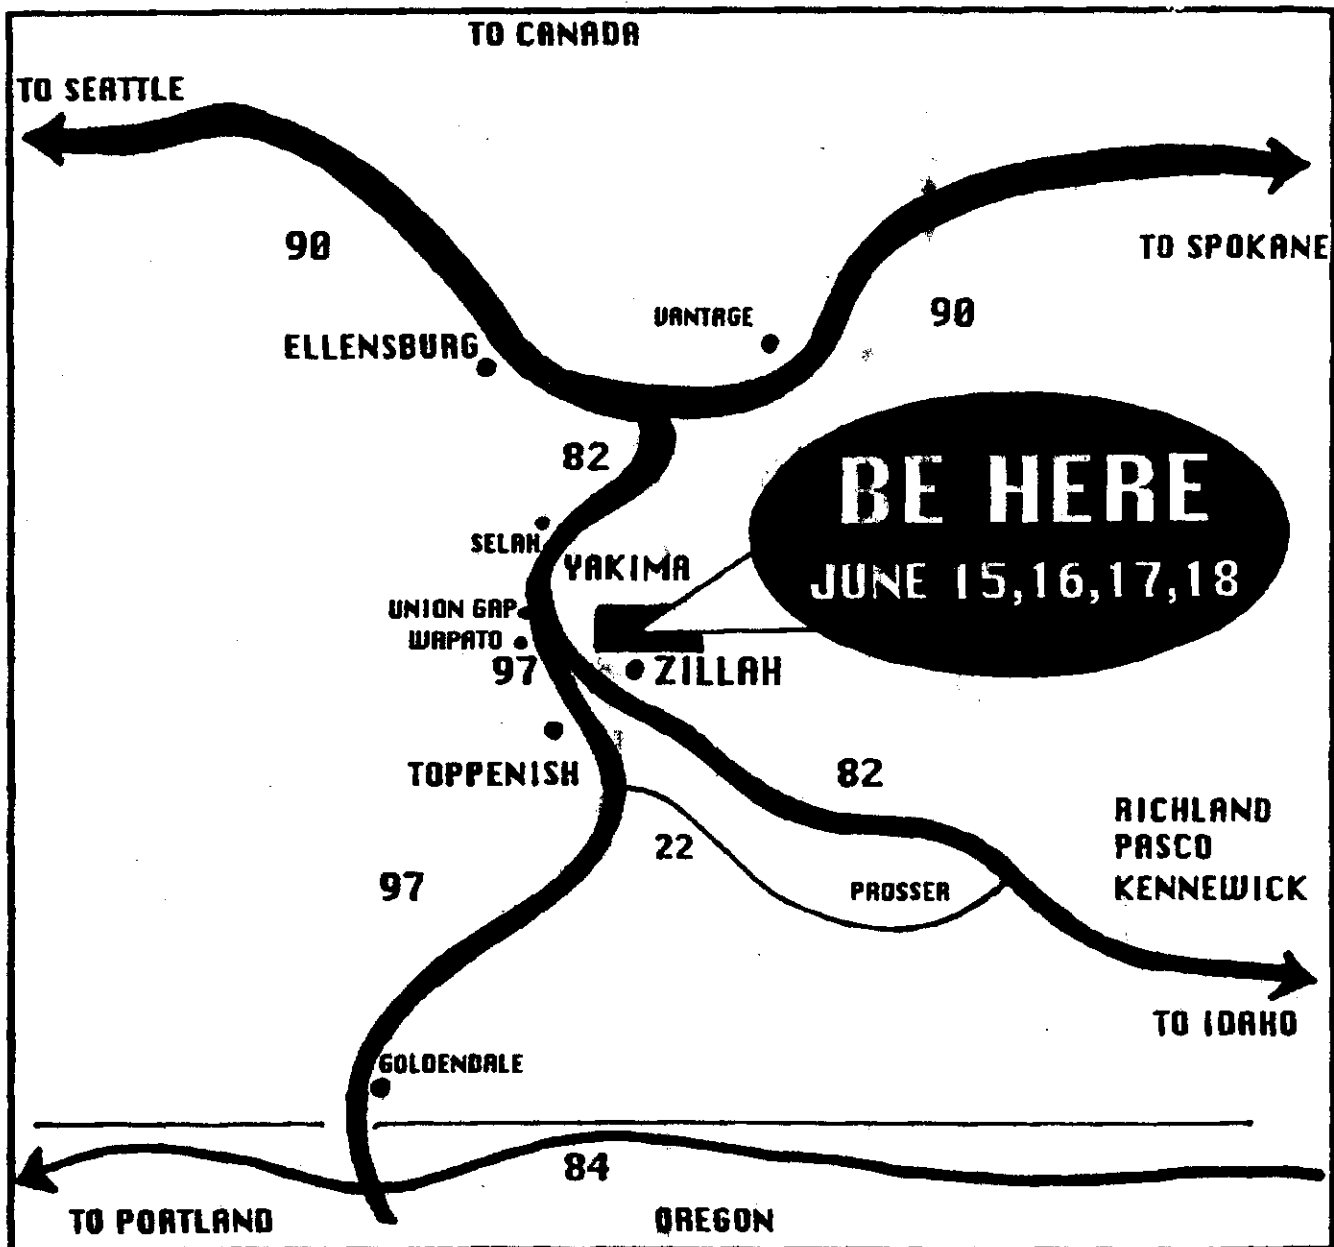 TO CANADA
TO SEATTLE
90
TO SPOKANE
VANTAGE
90
ELLENSBURG
82
BE HERE
JUNE 15,16,17,18
SELAH
YAKIMA
UNION GAP
WAPATO
97
ZILLAH
TOPPENISH
82
RICHLAND
PASCO
KENNEWICK
22
97
PROSSER
TO IDAHO
GOLDENDALE
84
TO PORTLAND
OREGON